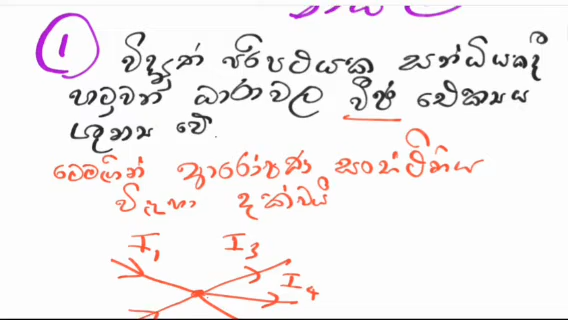 1 විද්‍යුත් පරිපථයක සන්ධියකදී
හමුවන ධාරාවල වීජ ඓක්‍යය
ශුන්‍ය වේ.
මෙමගින් ආරෝපණ සංස්ථිතිය
විදහා දක්වයි
I₁ I₃
I₄